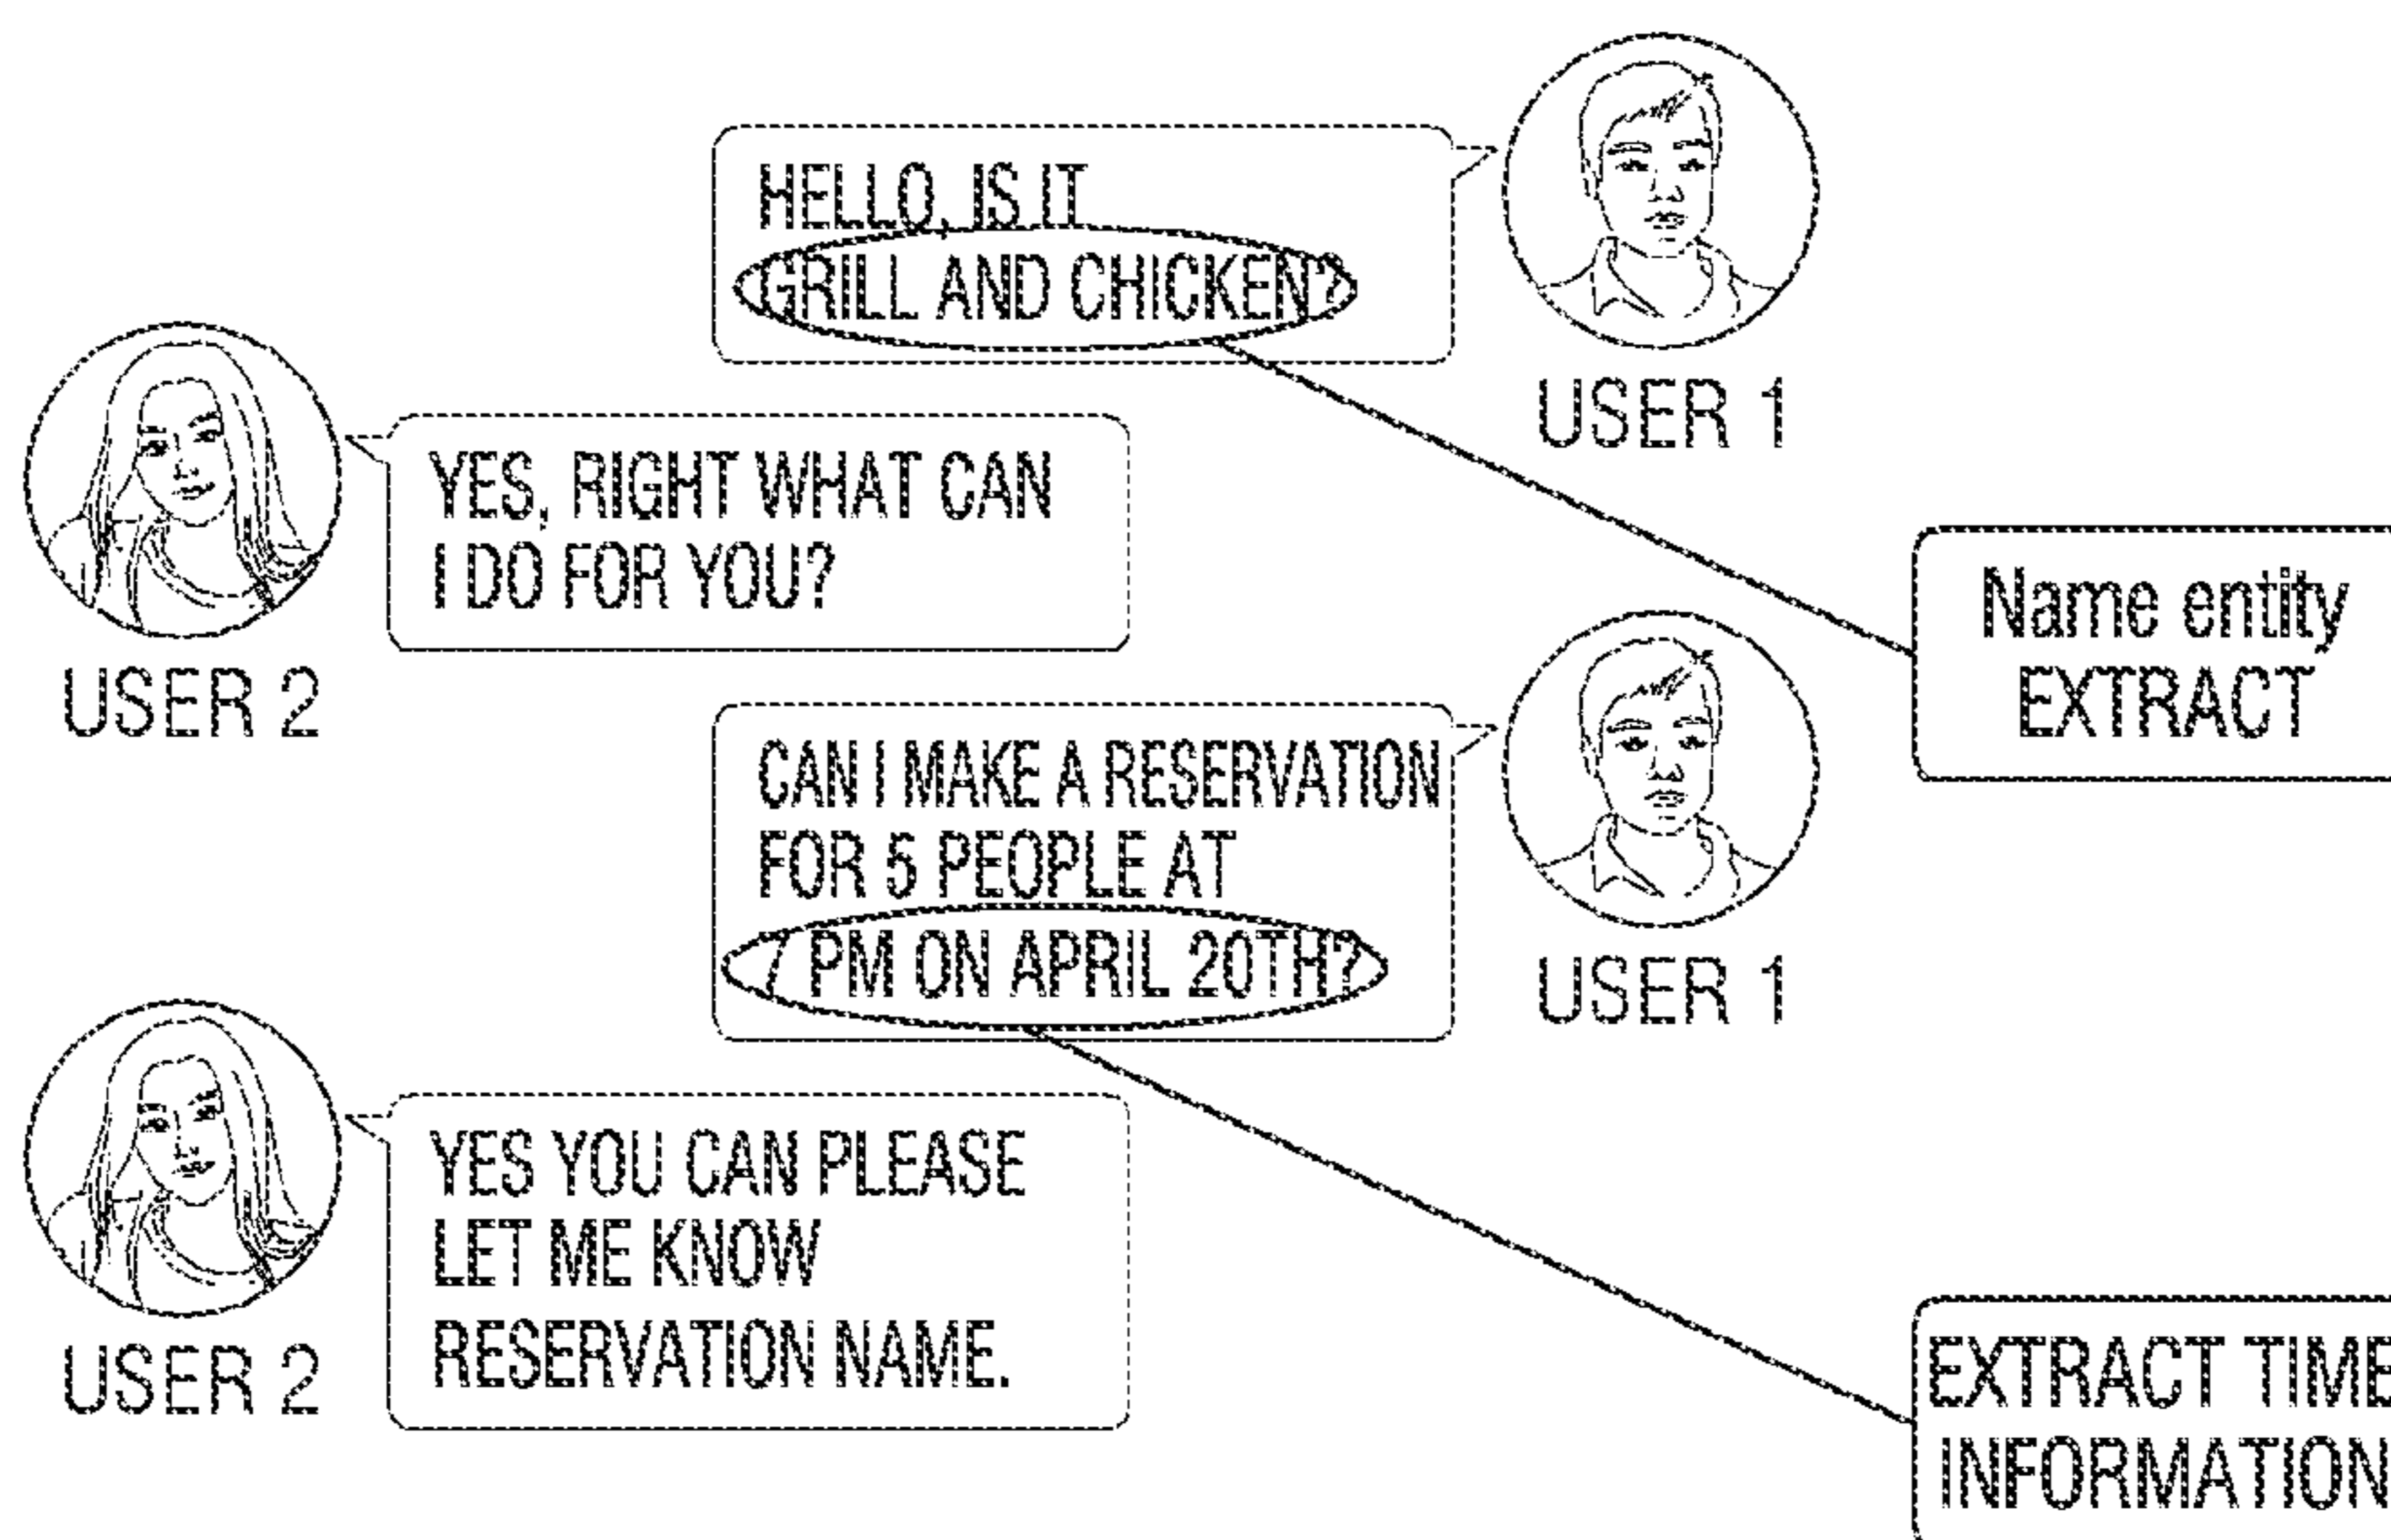 HELLO, IS IT
GRILL AND CHICKEN?
USER 1
YES, RIGHT WHAT CAN
I DO FOR YOU?
USER 2
Name entity
EXTRACT
CAN I MAKE A RESERVATION
FOR 5 PEOPLE AT
7 PM ON APRIL 20TH?
USER 1
YES YOU CAN PLEASE
LET ME KNOW
RESERVATION NAME.
USER 2
EXTRACT TIME
INFORMATION